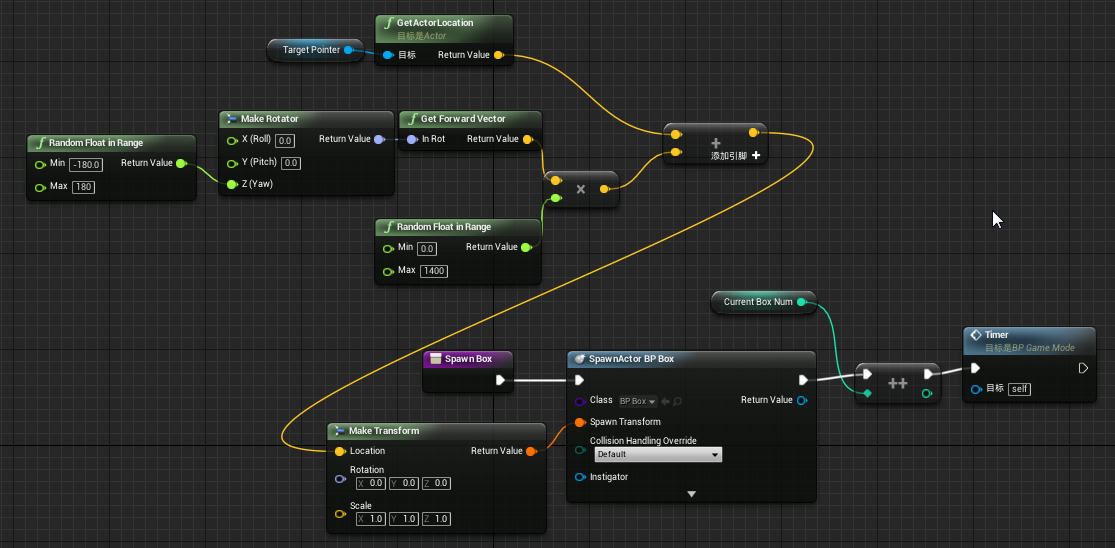 GetActorLocation
目标是Actor
Target Pointer
目标 Return Value
Make Rotator
X (Roll) 0.0 Return Value
Y (Pitch) 0.0
Z (Yaw)
Get Forward Vector
In Rot Return Value
Random Float in Range
Min -180.0 Return Value
Max 180
+
添加引脚 +
×
Random Float in Range
Min 0.0 Return Value
Max 1400
Current Box Num
Timer
目标是BP Game Mode
目标 self
++
Spawn Box
SpawnActor BP Box
Class BP Box Return Value
Spawn Transform
Collision Handling Override
Default
Instigator
Make Transform
Location Return Value
Rotation
X 0.0 Y 0.0 Z 0.0
Scale
X 1.0 Y 1.0 Z 1.0